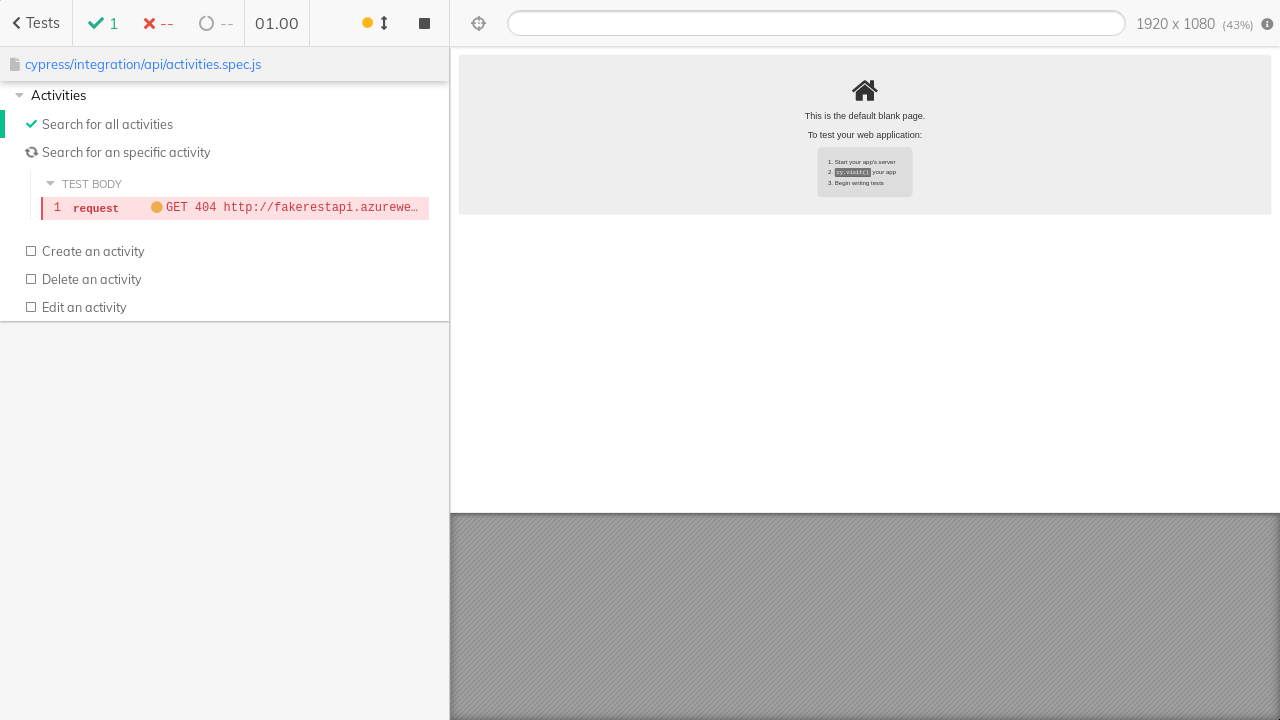 Tests
1
--
--
01.00
1920 x 1080 (43%)
cypress/integration/api/activities.spec.js
Activities
Search for all activities
Search for an specific activity
TEST BODY
1 request GET 404 http://fakerestapi.azurewe…
Create an activity
Delete an activity
Edit an activity
This is the default blank page.
To test your web application:
1. Start your app's server
2. cy.visit() your app
3. Begin writing tests